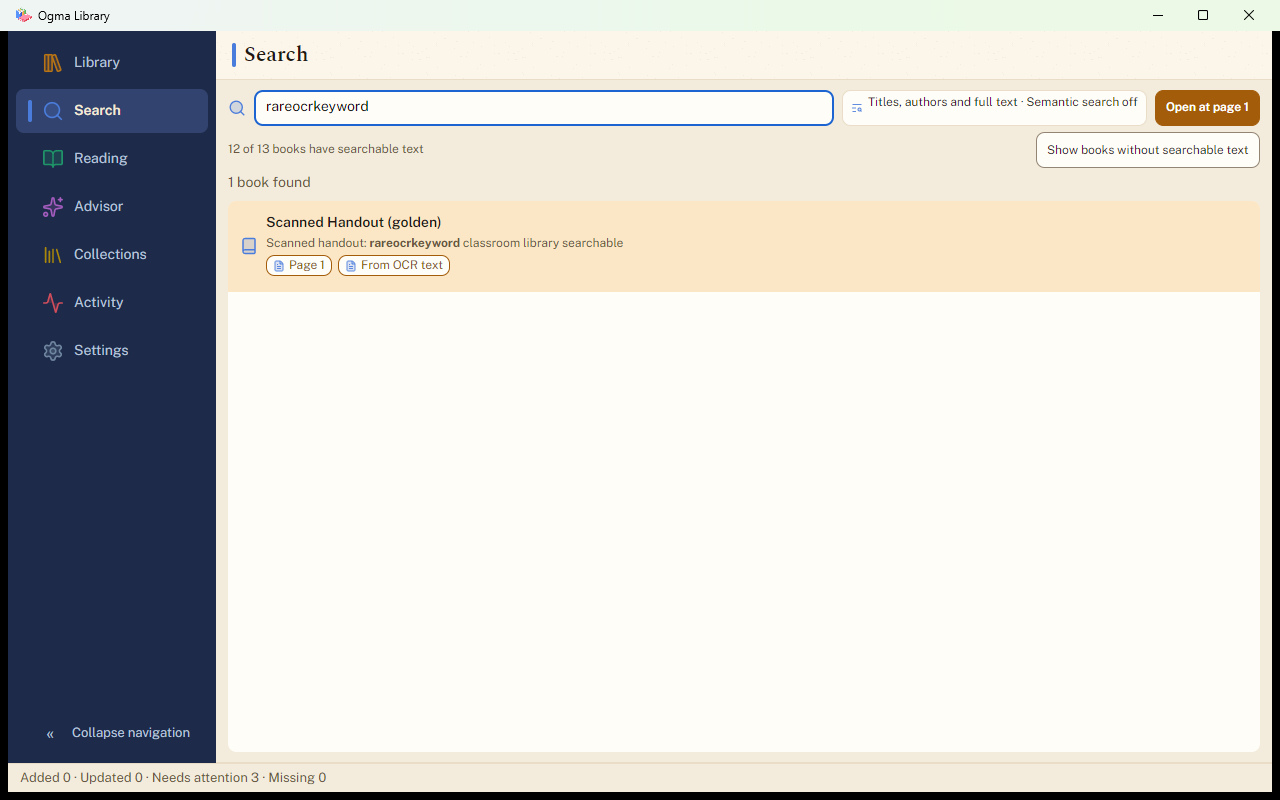 Ogma Library
Library
Search
Reading
Advisor
Collections
Activity
Settings
« Collapse navigation
Search
rareocrkeyword
Titles, authors and full text · Semantic search off
Open at page 1
12 of 13 books have searchable text
Show books without searchable text
1 book found
Scanned Handout (golden)
Scanned handout: rareocrkeyword classroom library searchable
Page 1
From OCR text
Added 0 · Updated 0 · Needs attention 3 · Missing 0